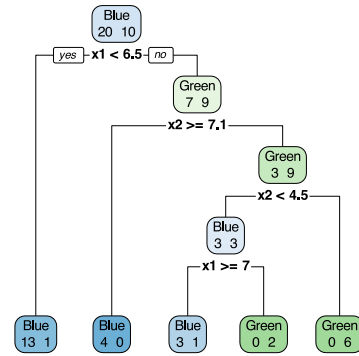 Blue
20 10
yes x1 < 6.5 no
Green
7 9
x2 >= 7.1
Green
3 9
x2 < 4.5
Blue
3 3
x1 >= 7
Blue
13 1
Blue
4 0
Blue
3 1
Green
0 2
Green
0 6